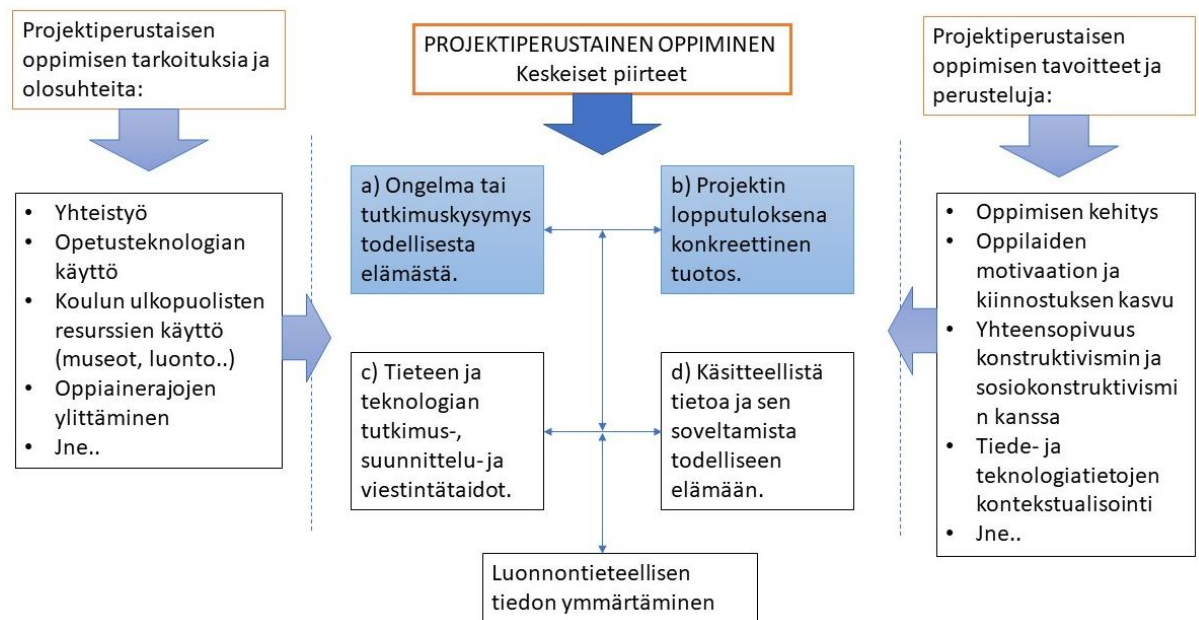 Projektiperustaisen
oppimisen tarkoituksia ja
olosuhteita:
PROJEKTIPERUSTAINEN OPPIMINEN
Keskeiset piirteet
Projektiperustaisen
oppimisen tavoitteet ja
perusteluja:
• Yhteistyö
• Opetusteknologian
käyttö
• Koulun ulkopuolisten
resurssien käyttö
(museot, luonto..)
• Oppiainerajojen
ylittäminen
• Jne..
a) Ongelma tai
tutkimuskysymys
todellisesta
elämästä.
b) Projektin
lopputuloksena
konkreettinen
tuotos.
c) Tieteen ja
teknologian
tutkimus-,
suunnittelu- ja
viestintätaidot.
d) Käsitteellistä
tietoa ja sen
soveltamista
todelliseen
elämään.
Luonnontieteellisen
tiedon ymmärtäminen
• Oppimisen kehitys
• Oppilaiden
motivaation ja
kiinnostuksen kasvu
• Yhteensopivuus
konstruktivismin ja
sosiokonstruktivismi
n kanssa
• Tiede- ja
teknologiatietojen
kontekstualisointi
• Jne..